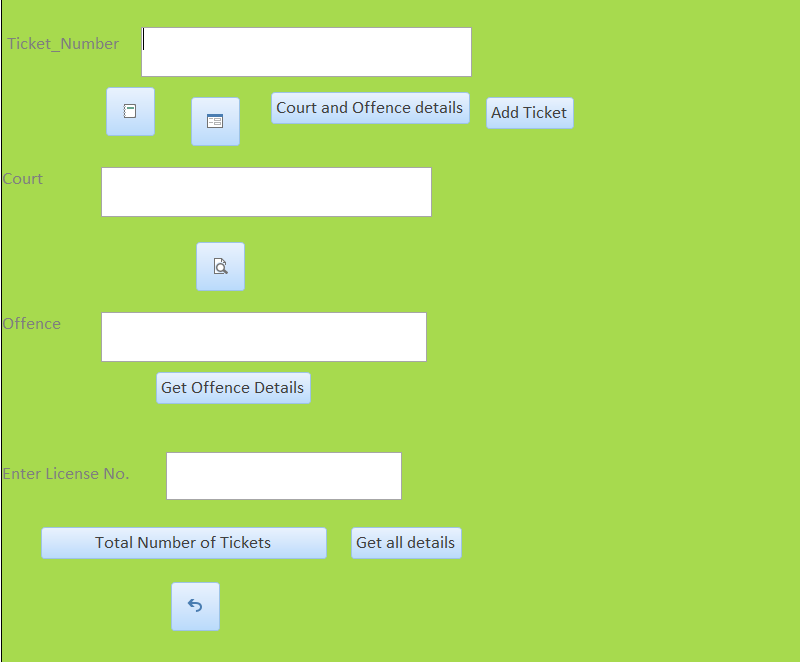 Ticket_Number
Court and Offence details
Add Ticket
Court
Offence
Get Offence Details
Enter License No.
Total Number of Tickets
Get all details